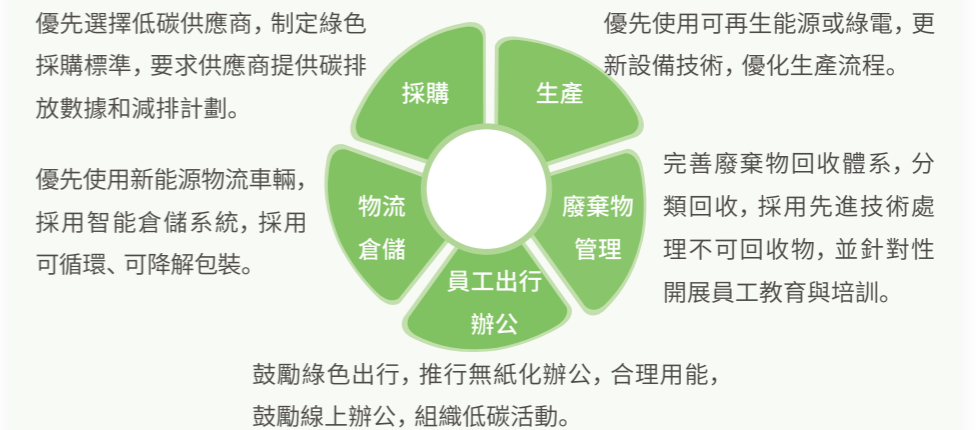 優先選擇低碳供應商，制定綠色
採購標準，要求供應商提供碳排
放數據和減排計劃。
優先使用可再生能源或綠電，更
新設備技術，優化生產流程。
採購
生產
優先使用新能源物流車輛，
採用智能倉儲系統，採用
可循環、可降解包裝。
物流
倉儲
廢棄物
管理
完善廢棄物回收體系，分
類回收，採用先進技術處
理不可回收物，並針對性
開展員工教育與培訓。
員工出行
辦公
鼓勵綠色出行，推行無紙化辦公，合理用能，
鼓勵線上辦公，組織低碳活動。